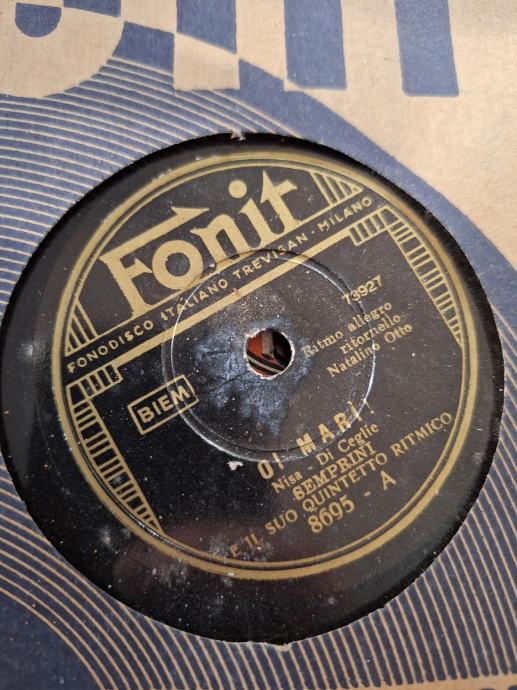 Fonit
FONODISCO ITALIANO TREVISAN - MILANO
73927
Ritmo allegro
ritornello
Natalino Otto
BIEM
OI MARI'!
Nisa - Di Ceglie
SEMPRINI
E IL SUO QUINTETTO RITMICO
8695 - A